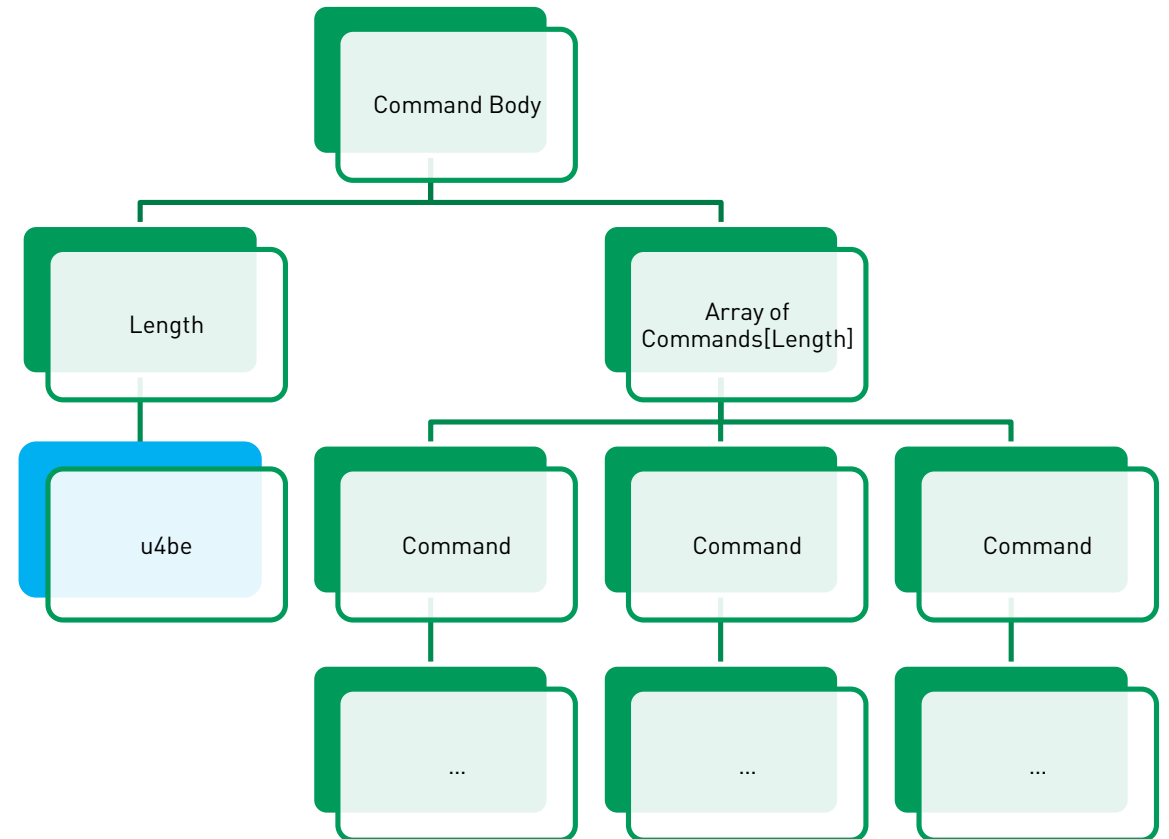 Command Body
Length
Array of
Commands[Length]
u4be
Command
Command
Command
...
...
...